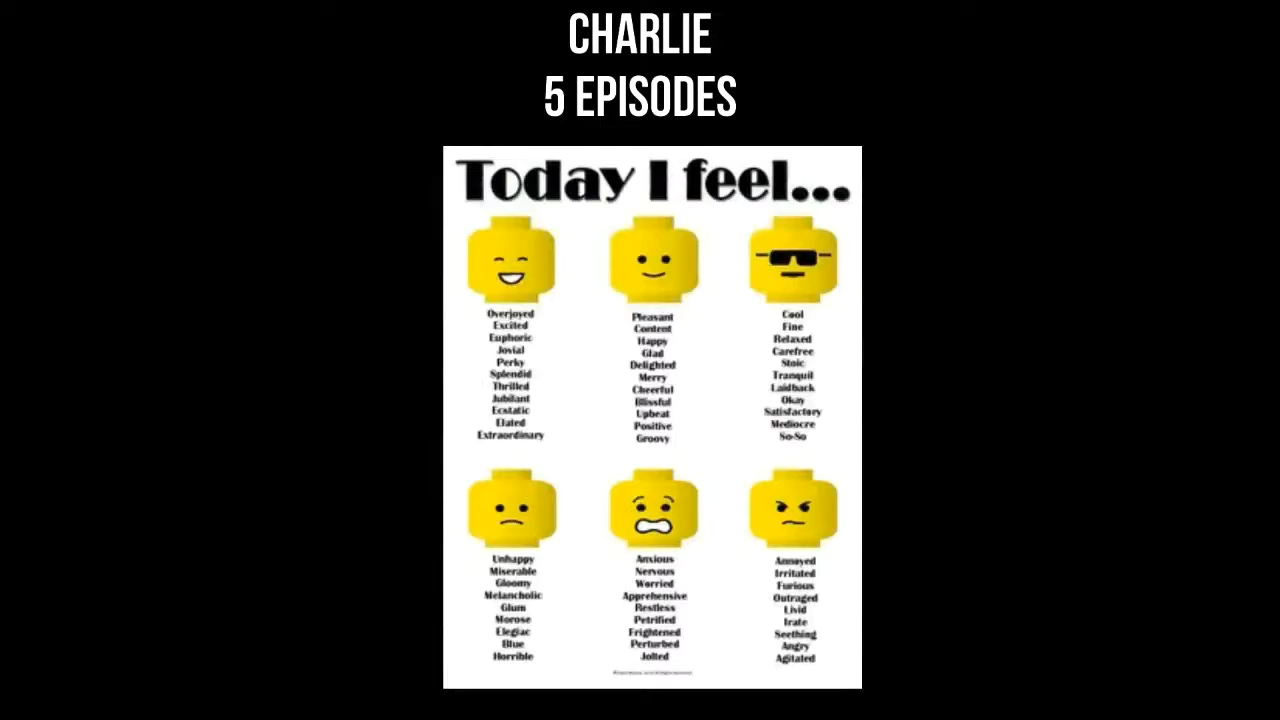 CHARLIE
5 EPISODES
Today I feel...
Overjoyed
Excited
Euphoric
Jovial
Perky
Splendid
Thrilled
Jubilant
Ecstatic
Elated
Extraordinary
Pleasant
Content
Happy
Glad
Delighted
Merry
Cheerful
Blissful
Upbeat
Positive
Groovy
Cool
Fine
Relaxed
Carefree
Stoic
Tranquil
Laidback
Okay
Satisfactory
Mediocre
So-So
Unhappy
Miserable
Gloomy
Melancholic
Glum
Morose
Elegiac
Blue
Horrible
Anxious
Nervous
Worried
Apprehensive
Restless
Petrified
Frightened
Perturbed
Jolted
Annoyed
Irritated
Furious
Outraged
Livid
Irate
Seething
Angry
Agitated